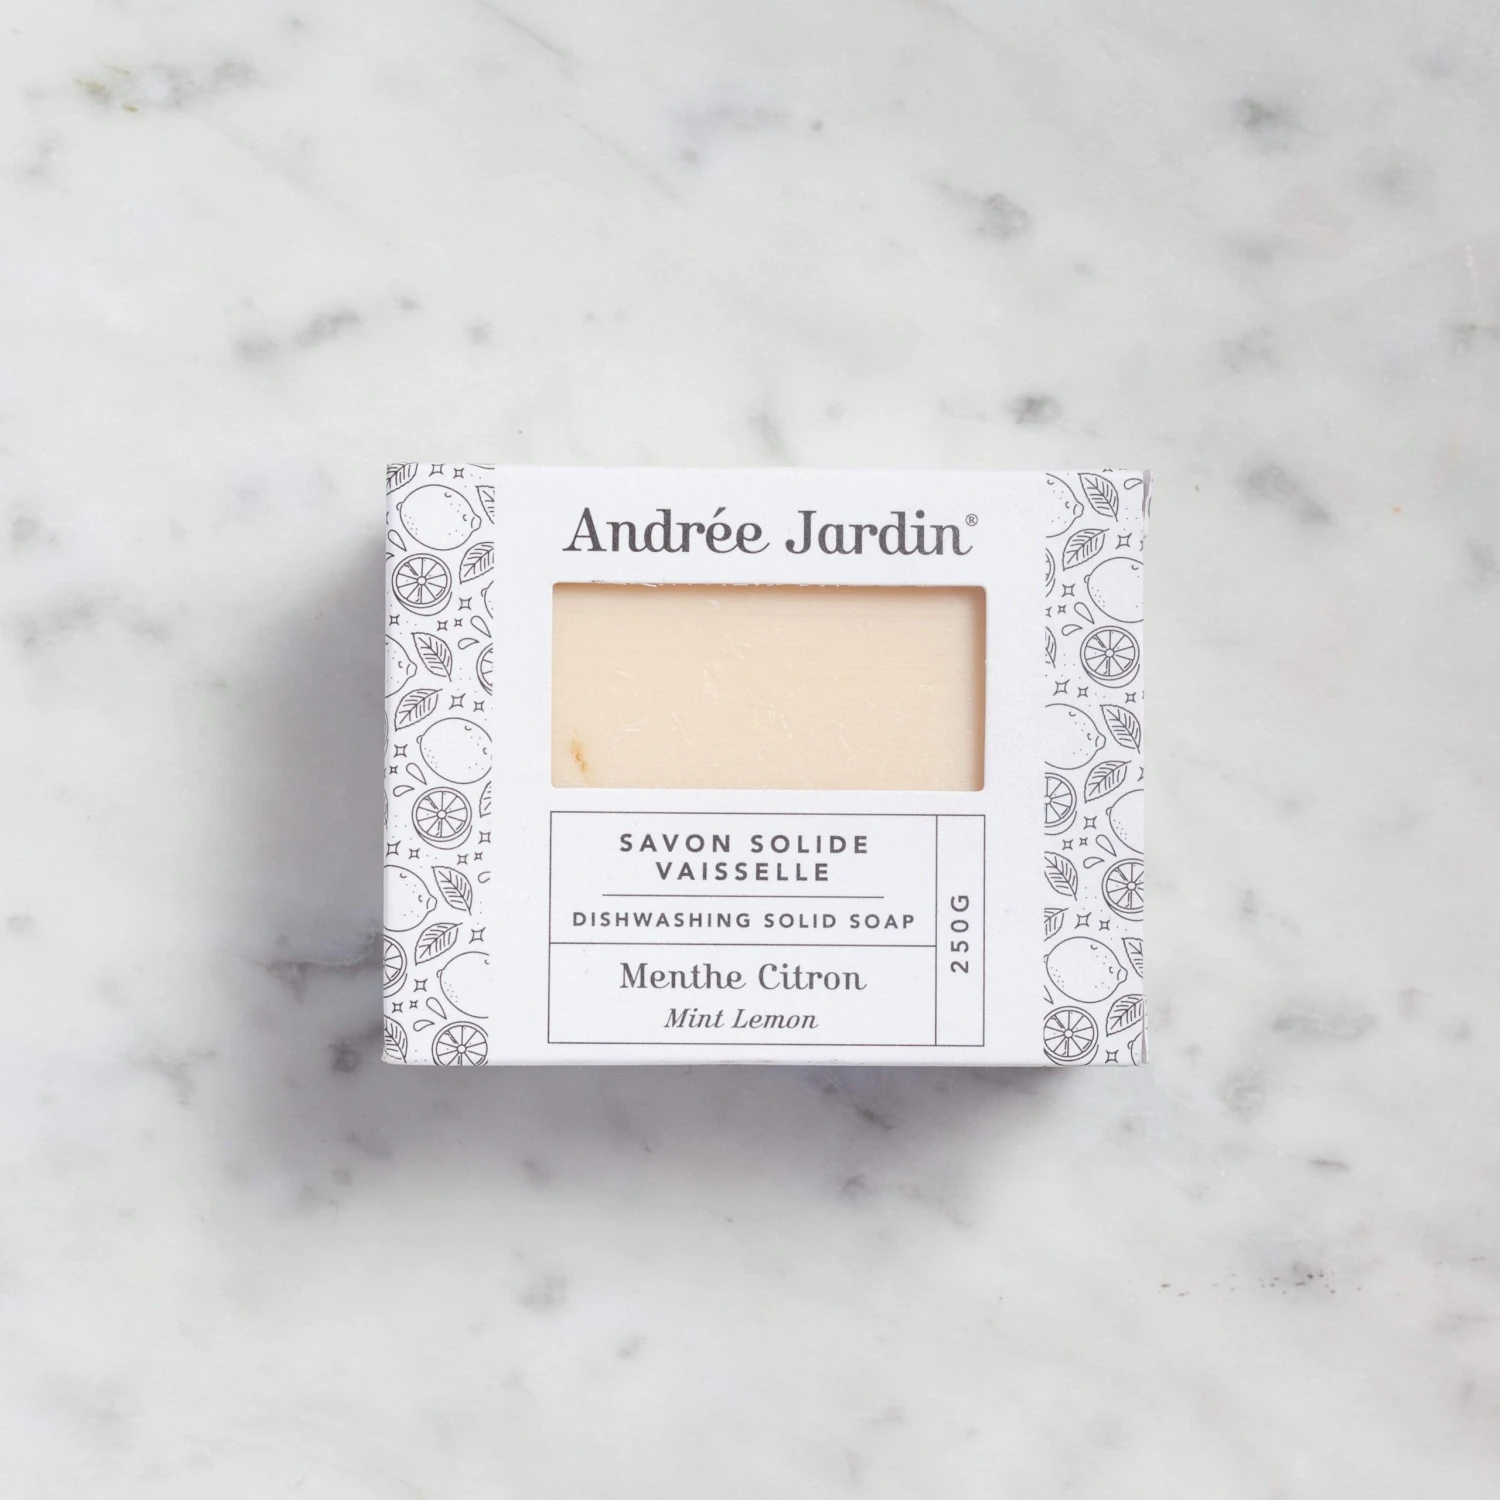 Andrée Jardin®
SAVON SOLIDE
VAISSELLE
DISHWASHING SOLID SOAP
250G
Menthe Citron
Mint Lemon